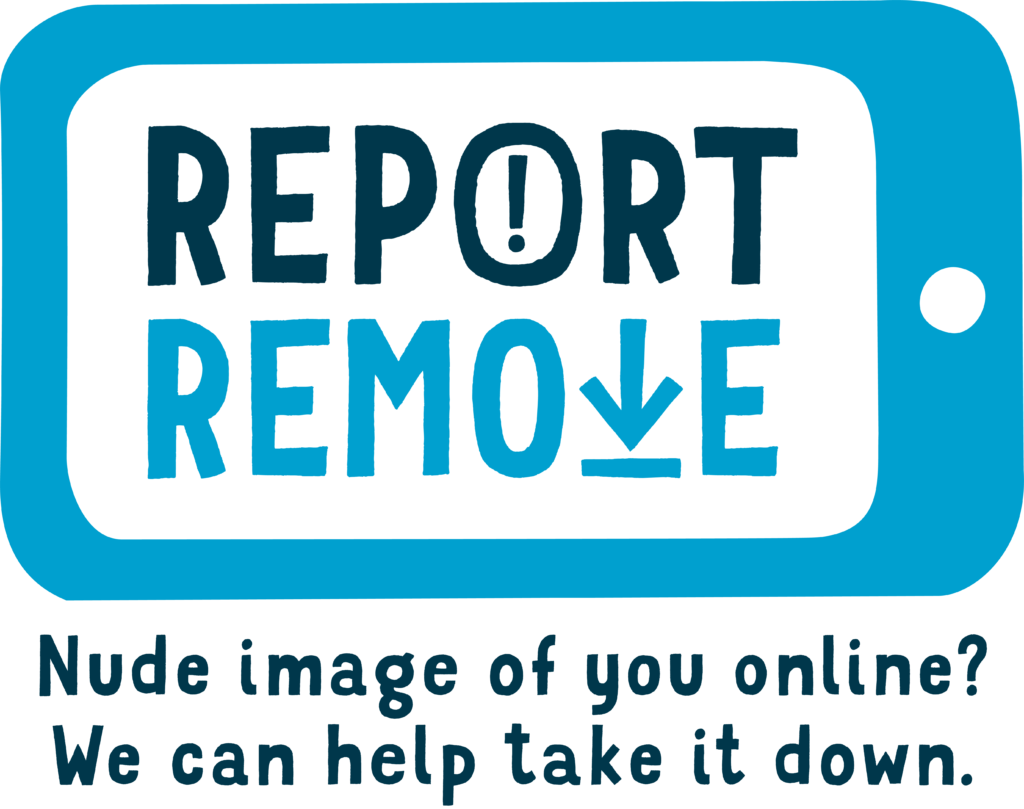 REPORT
REMOVE
Nude image of you online?
We can help take it down.